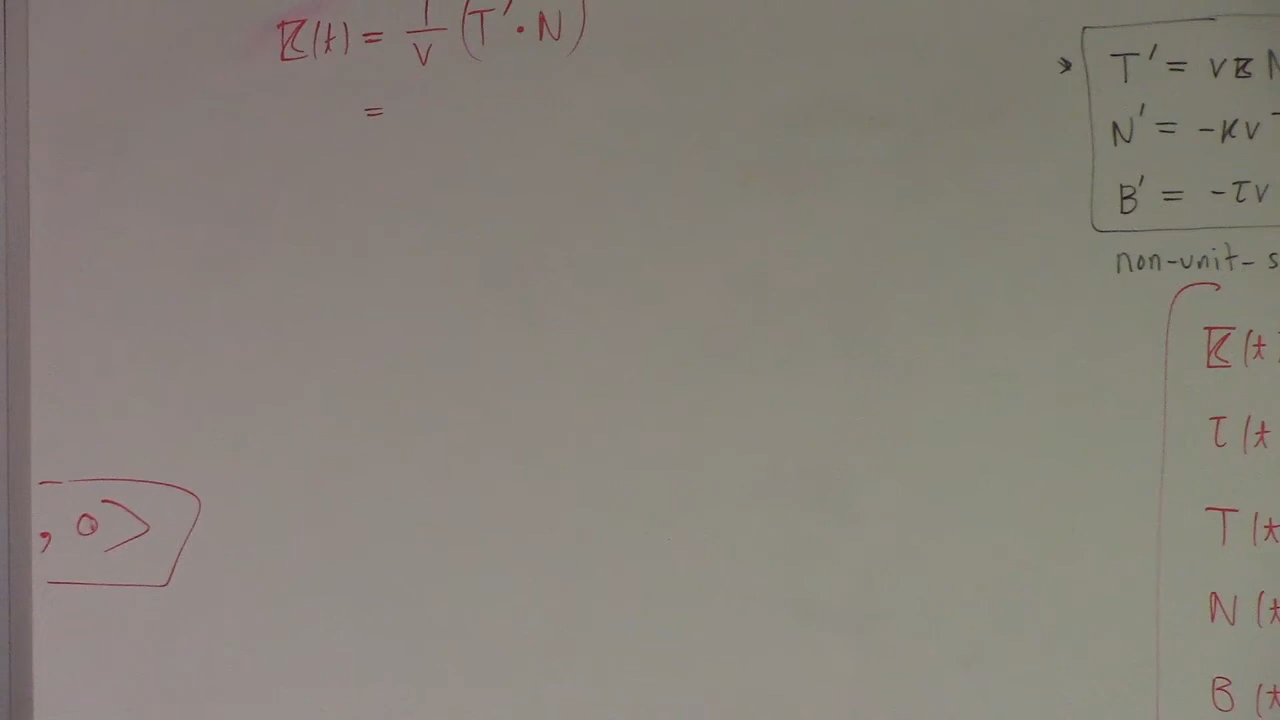 κ(t) = 1/v (T' • N)
=
, 0>
T' = vκN
N' = -κv
B' = -τv
non-unit-s
κ(t
τ(t
T(t
N(t
B(t